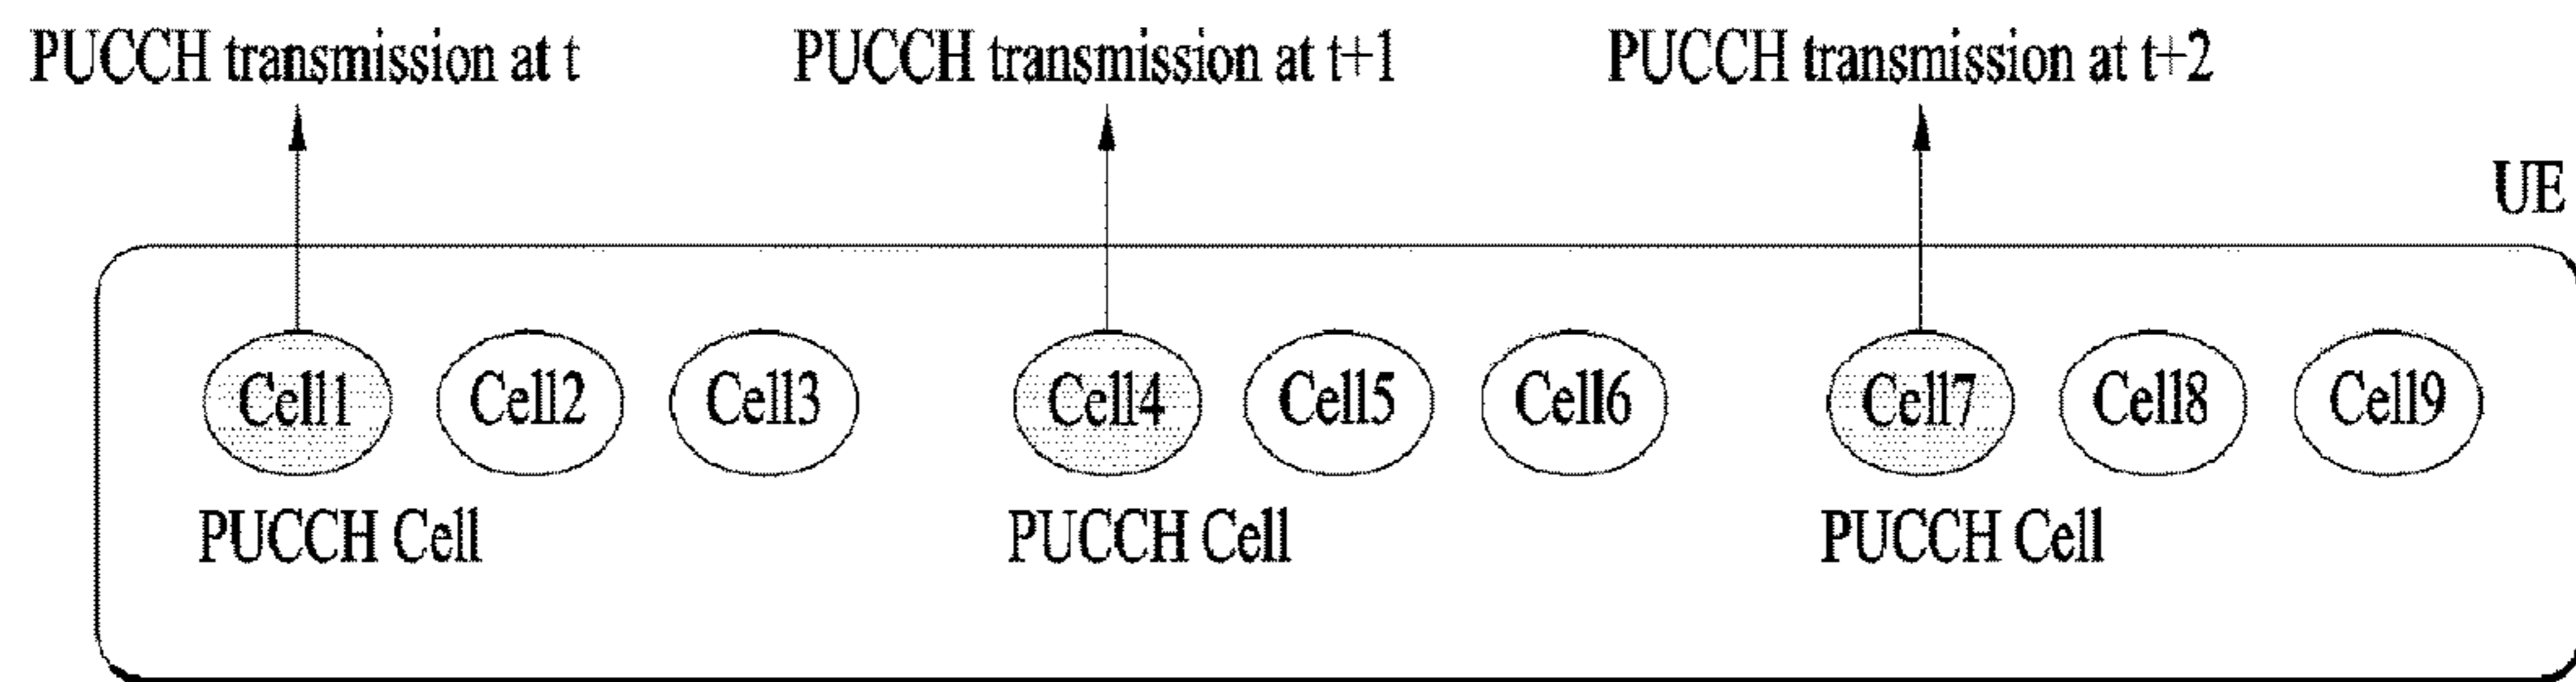 PUCCH transmission at t PUCCH transmission at t+1 PUCCH transmission at t+2
UE
Cell1 Cell2 Cell3 Cell4 Cell5 Cell6 Cell7 Cell8 Cell9
PUCCH Cell PUCCH Cell PUCCH Cell